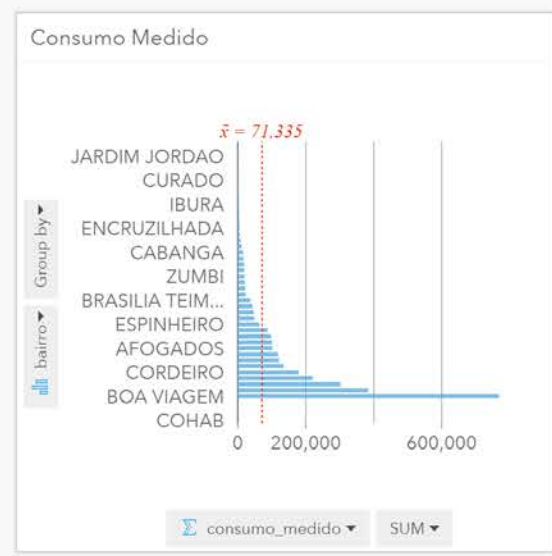 Consumo Medido
x̄ = 71,335
JARDIM JORDAO
CURADO
IBURA
ENCRUZILHADA
CABANGA
ZUMBI
BRASILIA TEIM...
ESPINHEIRO
AFOGADOS
CORDEIRO
BOA VIAGEM
COHAB
Group by
bairro
0 200,000 600,000
Σ consumo_medido SUM